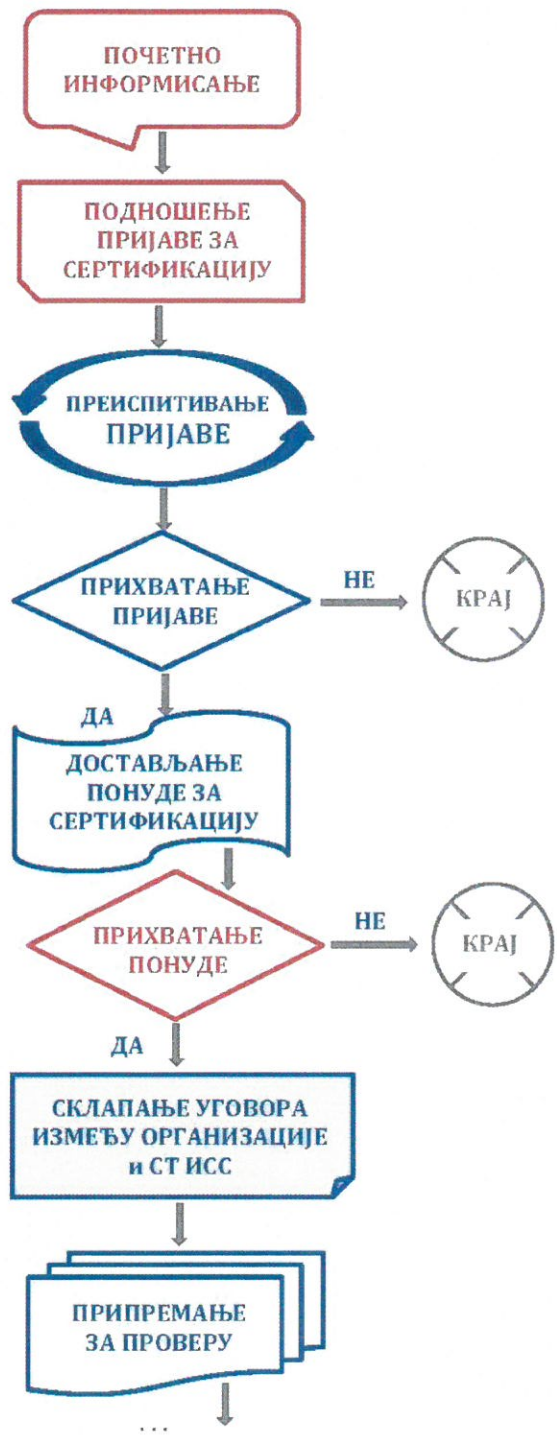 ПОЧЕТНО
ИНФОРМИСАЊЕ
ПОДНОШЕЊЕ
ПРИЈАВЕ ЗА
СЕРТИФИКАЦИЈУ
ПРЕИСПИТИВАЊЕ
ПРИЈАВЕ
ПРИХВАТАЊЕ
ПРИЈАВЕ
НЕ
КРАЈ
ДА
ДОСТАВЉАЊЕ
ПОНУДЕ ЗА
СЕРТИФИКАЦИЈУ
ПРИХВАТАЊЕ
ПОНУДЕ
НЕ
КРАЈ
ДА
СКЛАПАЊЕ УГОВОРА
ИЗМЕЂУ ОРГАНИЗАЦИЈЕ
и СТ ИСС
ПРИПРЕМАЊЕ
ЗА ПРОВЕРУ
...